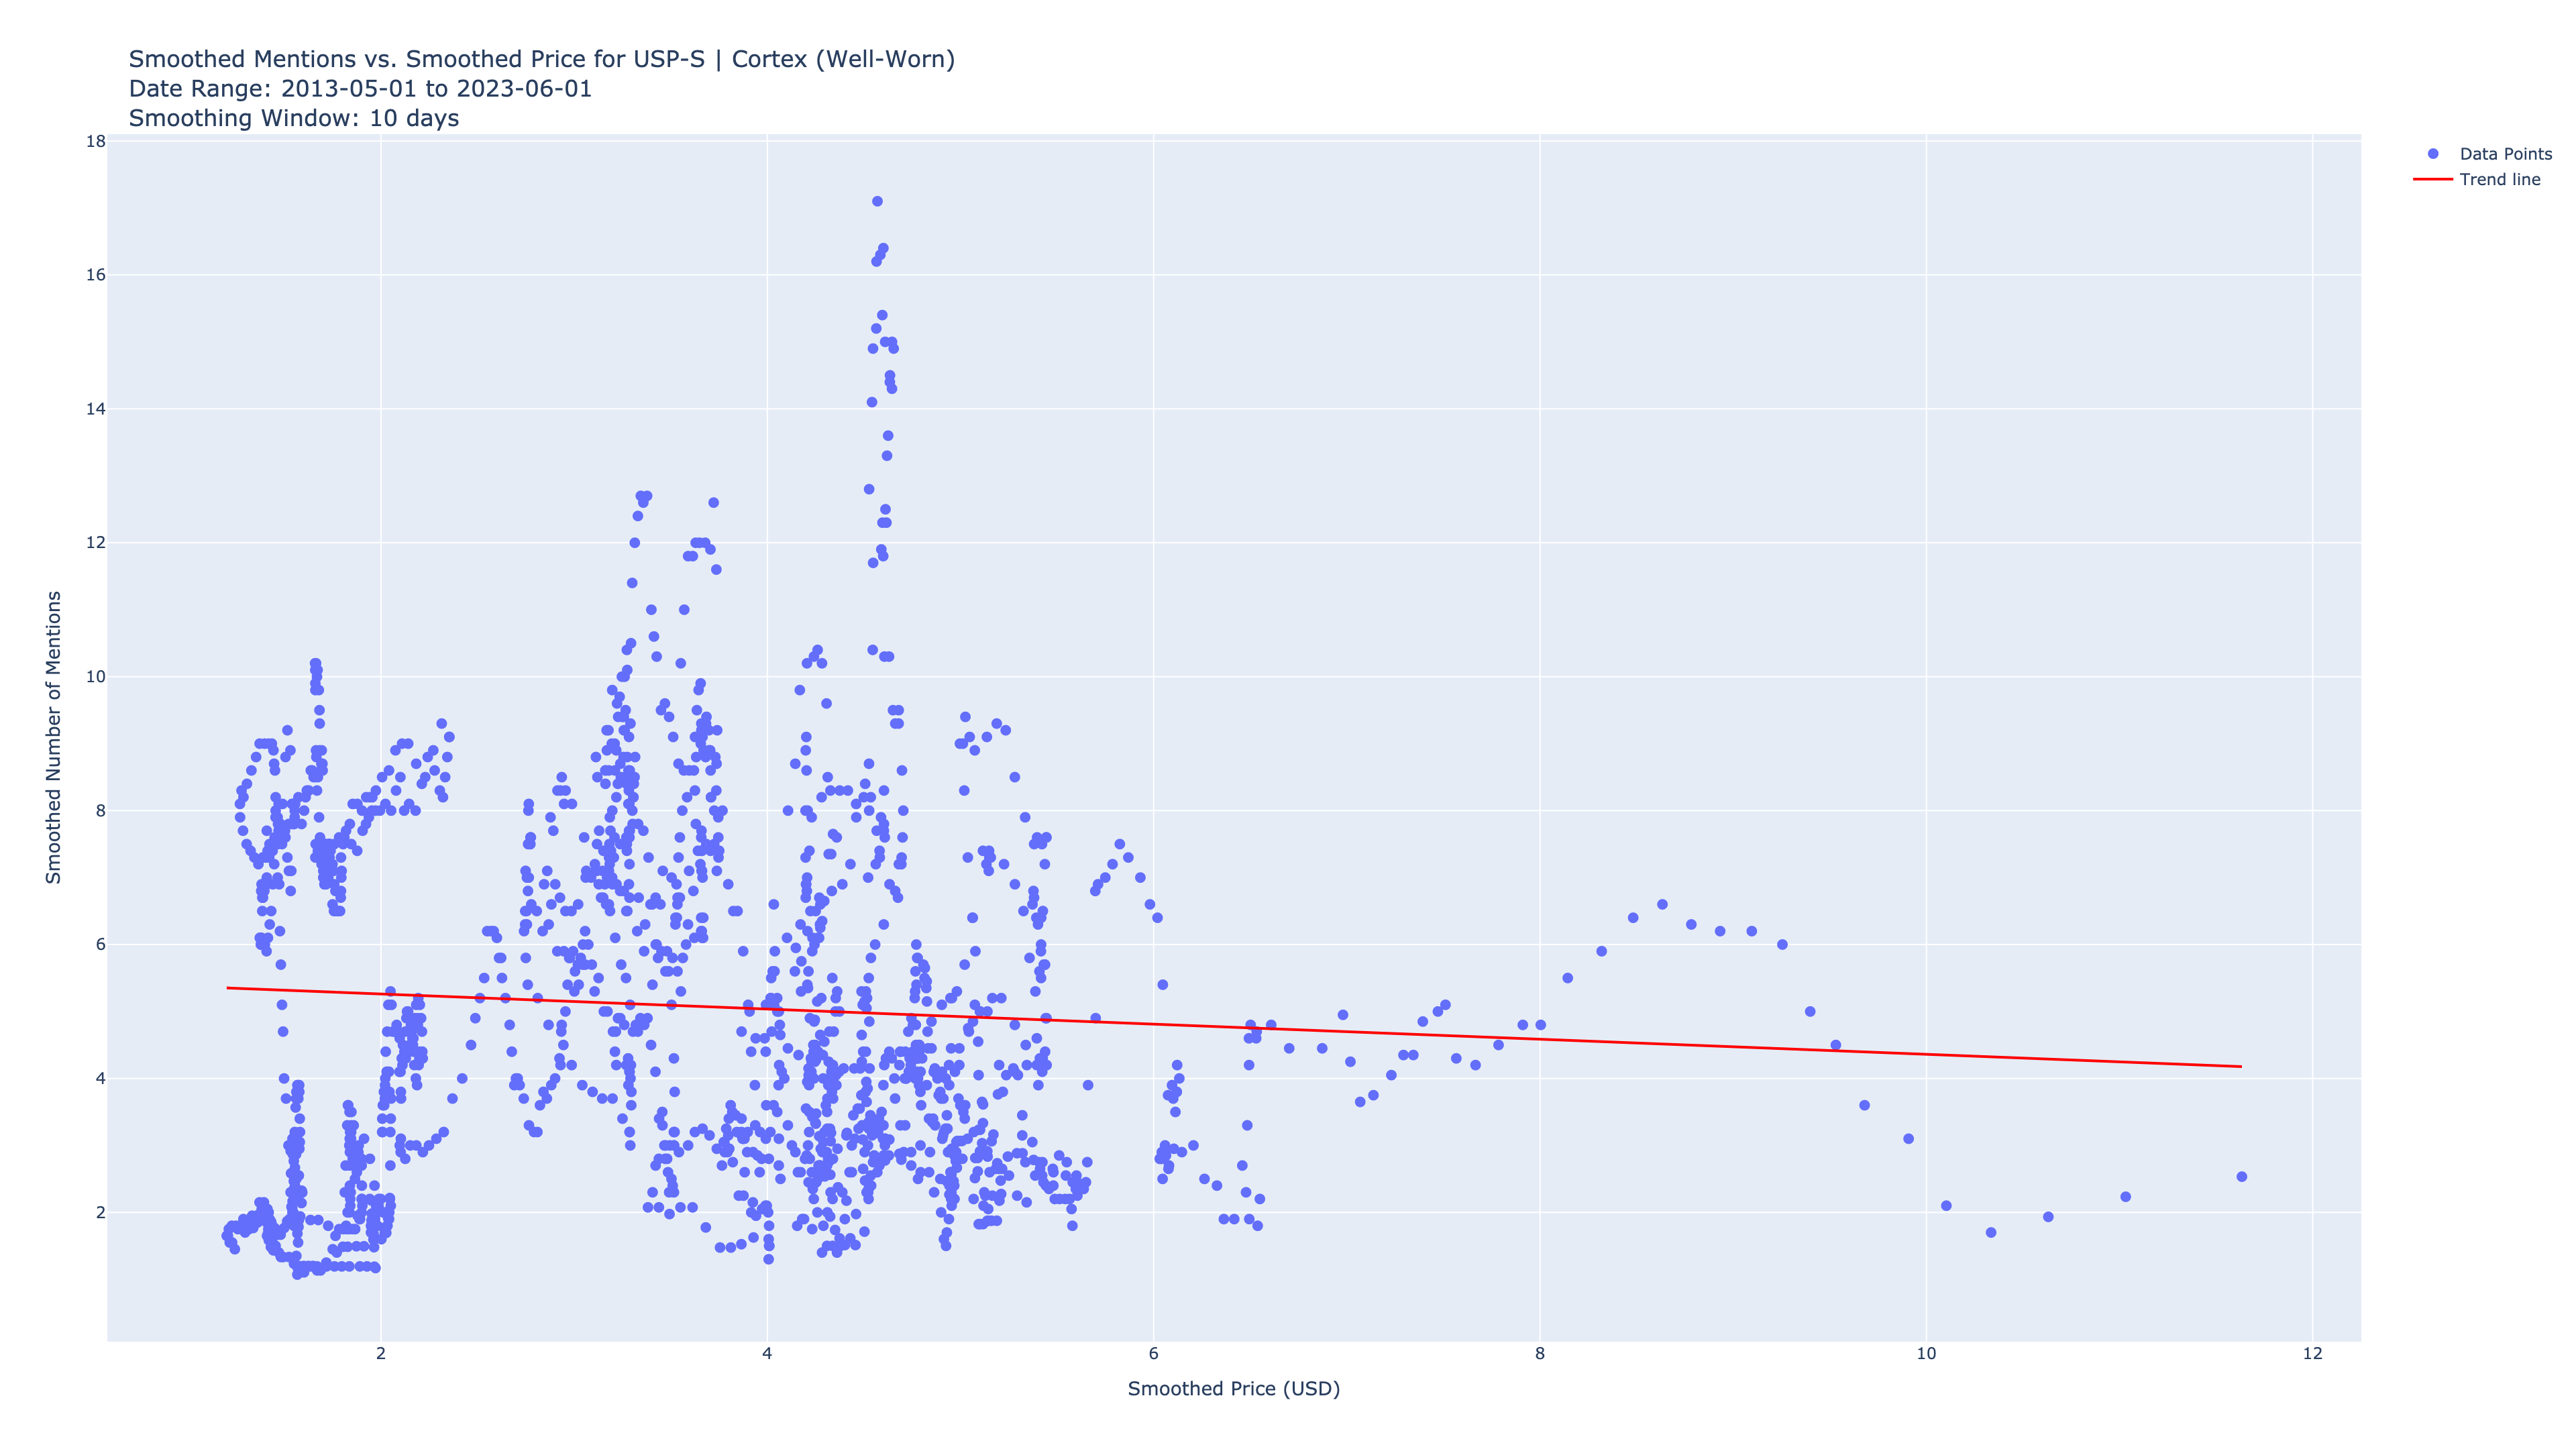 Smoothed Mentions vs. Smoothed Price for USP-S | Cortex (Well-Worn)
Date Range: 2013-05-01 to 2023-06-01
Smoothing Window: 10 days
Data Points
Trend line
Smoothed Number of Mentions
18
16
14
12
10
8
6
4
2
2
4
6
8
10
12
Smoothed Price (USD)